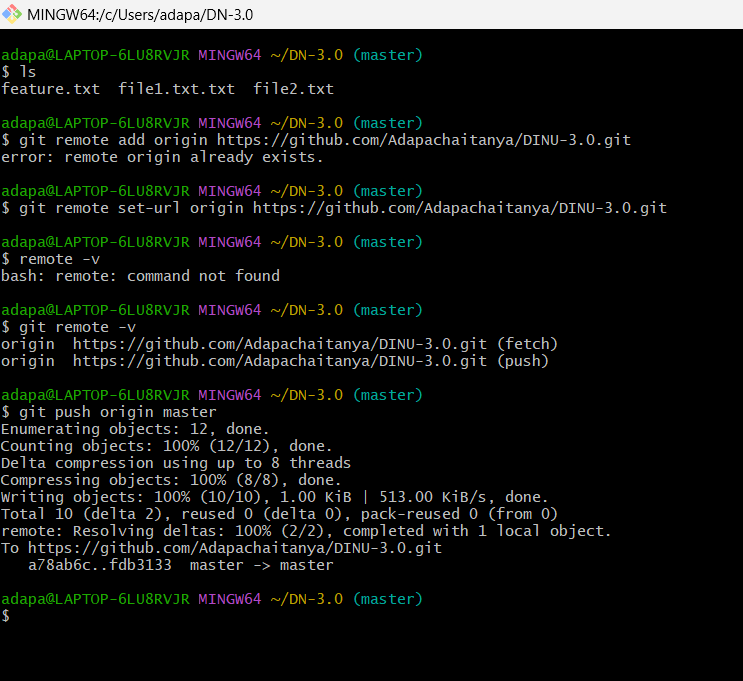 MINGW64:/c/Users/adapa/DN-3.0
adapa@LAPTOP-6LU8RVJR MINGW64 ~/DN-3.0 (master)
$ ls
feature.txt  file1.txt.txt  file2.txt
adapa@LAPTOP-6LU8RVJR MINGW64 ~/DN-3.0 (master)
$ git remote add origin https://github.com/Adapachaitanya/DINU-3.0.git
error: remote origin already exists.
adapa@LAPTOP-6LU8RVJR MINGW64 ~/DN-3.0 (master)
$ git remote set-url origin https://github.com/Adapachaitanya/DINU-3.0.git
adapa@LAPTOP-6LU8RVJR MINGW64 ~/DN-3.0 (master)
$ remote -v
bash: remote: command not found
adapa@LAPTOP-6LU8RVJR MINGW64 ~/DN-3.0 (master)
$ git remote -v
origin  https://github.com/Adapachaitanya/DINU-3.0.git (fetch)
origin  https://github.com/Adapachaitanya/DINU-3.0.git (push)
adapa@LAPTOP-6LU8RVJR MINGW64 ~/DN-3.0 (master)
$ git push origin master
Enumerating objects: 12, done.
Counting objects: 100% (12/12), done.
Delta compression using up to 8 threads
Compressing objects: 100% (8/8), done.
Writing objects: 100% (10/10), 1.00 KiB | 513.00 KiB/s, done.
Total 10 (delta 2), reused 0 (delta 0), pack-reused 0 (from 0)
remote: Resolving deltas: 100% (2/2), completed with 1 local object.
To https://github.com/Adapachaitanya/DINU-3.0.git
   a78ab6c..fdb3133  master -> master
adapa@LAPTOP-6LU8RVJR MINGW64 ~/DN-3.0 (master)
$